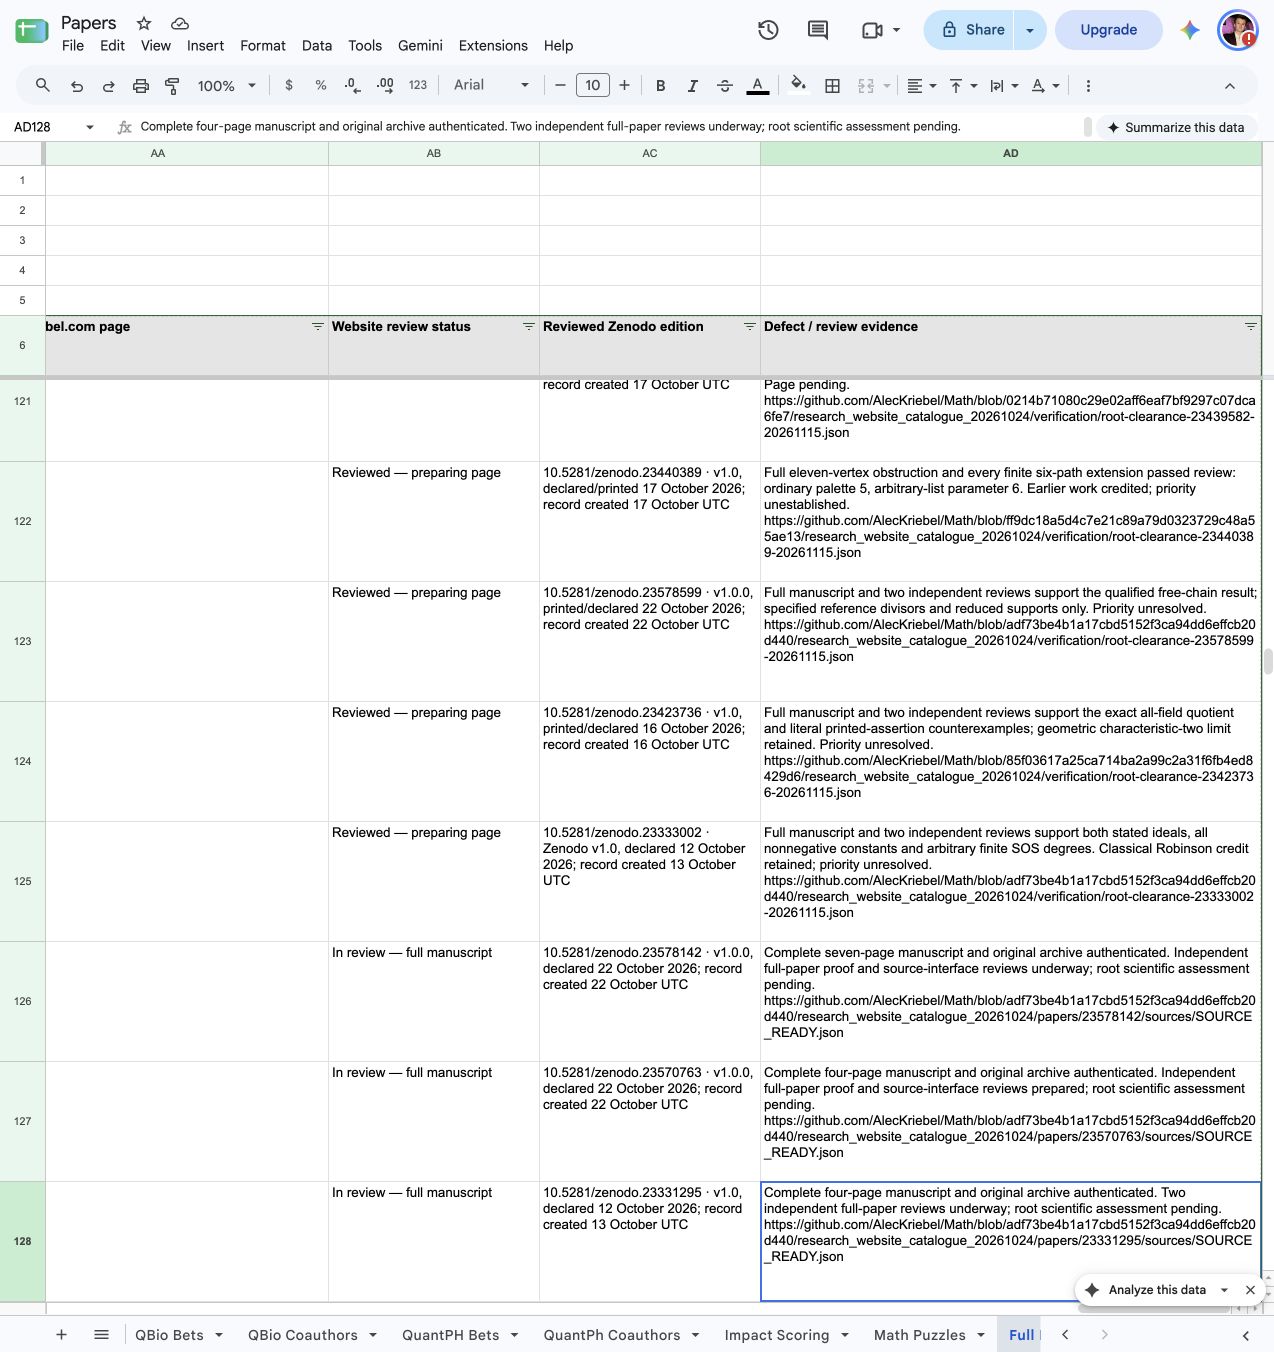 Papers
File Edit View Insert Format Data Tools Gemini Extensions Help
Share
Upgrade
100% $ % .0 .00 123 Arial 10 B I S A
AD128 fx Complete four-page manuscript and original archive authenticated. Two independent full-paper reviews underway; root scientific assessment pending.
Summarize this data
AA AB AC AD
1
2
3
4
5
6 bel.com page Website review status Reviewed Zenodo edition Defect / review evidence
121
record created 17 October UTC
Page pending.
https://github.com/AlecKriebel/Math/blob/0214b71080c29e02aff6eaf7bf9297c07dca
6fe7/research_website_catalogue_20261024/verification/root-clearance-23439582-
20261115.json
122
Reviewed — preparing page
10.5281/zenodo.23440389 · v1.0,
declared/printed 17 October 2026;
record created 17 October UTC
Full eleven-vertex obstruction and every finite six-path extension passed review:
ordinary palette 5, arbitrary-list parameter 6. Earlier work credited; priority
unestablished.
https://github.com/AlecKriebel/Math/blob/ff9dc18a5d4c7e21c89a79d0323729c48a5
5ae13/research_website_catalogue_20261024/verification/root-clearance-2344038
9-20261115.json
123
Reviewed — preparing page
10.5281/zenodo.23578599 · v1.0.0,
printed/declared 22 October 2026;
record created 22 October UTC
Full manuscript and two independent reviews support the qualified free-chain result;
specified reference divisors and reduced supports only. Priority unresolved.
https://github.com/AlecKriebel/Math/blob/adf73be4b1a17cbd5152f3ca94dd6effcb20
d440/research_website_catalogue_20261024/verification/root-clearance-23578599
-20261115.json
124
Reviewed — preparing page
10.5281/zenodo.23423736 · v1.0,
printed/declared 16 October 2026;
record created 16 October UTC
Full manuscript and two independent reviews support the exact all-field quotient
and literal printed-assertion counterexamples; geometric characteristic-two limit
retained. Priority unresolved.
https://github.com/AlecKriebel/Math/blob/85f03617a25ca714ba2a99c2a31f6fb4ed8
429d6/research_website_catalogue_20261024/verification/root-clearance-2342373
6-20261115.json
125
Reviewed — preparing page
10.5281/zenodo.23333002 ·
Zenodo v1.0, declared 12 October
2026; record created 13 October
UTC
Full manuscript and two independent reviews support both stated ideals, all
nonnegative constants and arbitrary finite SOS degrees. Classical Robinson credit
retained; priority unresolved.
https://github.com/AlecKriebel/Math/blob/adf73be4b1a17cbd5152f3ca94dd6effcb20
d440/research_website_catalogue_20261024/verification/root-clearance-23333002
-20261115.json
126
In review — full manuscript
10.5281/zenodo.23578142 · v1.0.0,
declared 22 October 2026; record
created 22 October UTC
Complete seven-page manuscript and original archive authenticated. Independent
full-paper proof and source-interface reviews underway; root scientific assessment
pending.
https://github.com/AlecKriebel/Math/blob/adf73be4b1a17cbd5152f3ca94dd6effcb20
d440/research_website_catalogue_20261024/papers/23578142/sources/SOURCE
_READY.json
127
In review — full manuscript
10.5281/zenodo.23570763 · v1.0.0,
declared 22 October 2026; record
created 22 October UTC
Complete four-page manuscript and original archive authenticated. Independent
full-paper proof and source-interface reviews prepared; root scientific assessment
pending.
https://github.com/AlecKriebel/Math/blob/adf73be4b1a17cbd5152f3ca94dd6effcb20
d440/research_website_catalogue_20261024/papers/23570763/sources/SOURCE
_READY.json
128
In review — full manuscript
10.5281/zenodo.23331295 · v1.0,
declared 12 October 2026; record
created 13 October UTC
Complete four-page manuscript and original archive authenticated. Two
independent full-paper reviews underway; root scientific assessment pending.
https://github.com/AlecKriebel/Math/blob/adf73be4b1a17cbd5152f3ca94dd6effcb20
d440/research_website_catalogue_20261024/papers/23331295/sources/SOURCE
_READY.json
Analyze this data
QBio Bets QBio Coauthors QuantPH Bets QuantPh Coauthors Impact Scoring Math Puzzles Full